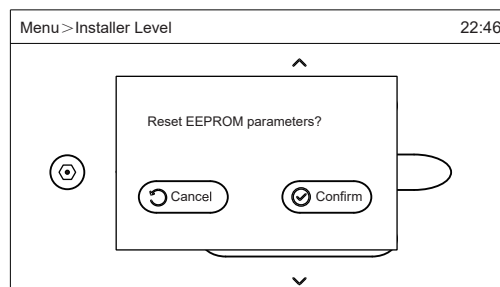 Menu>Installer Level
22:46
Reset EEPROM parameters?
Cancel
Confirm